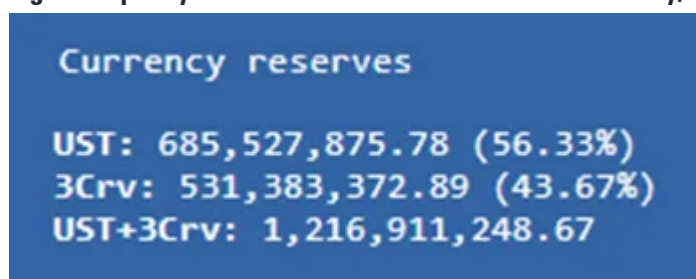 Currency reserves
UST: 685,527,875.78 (56.33%)
3Crv: 531,383,372.89 (43.67%)
UST+3Crv: 1,216,911,248.67